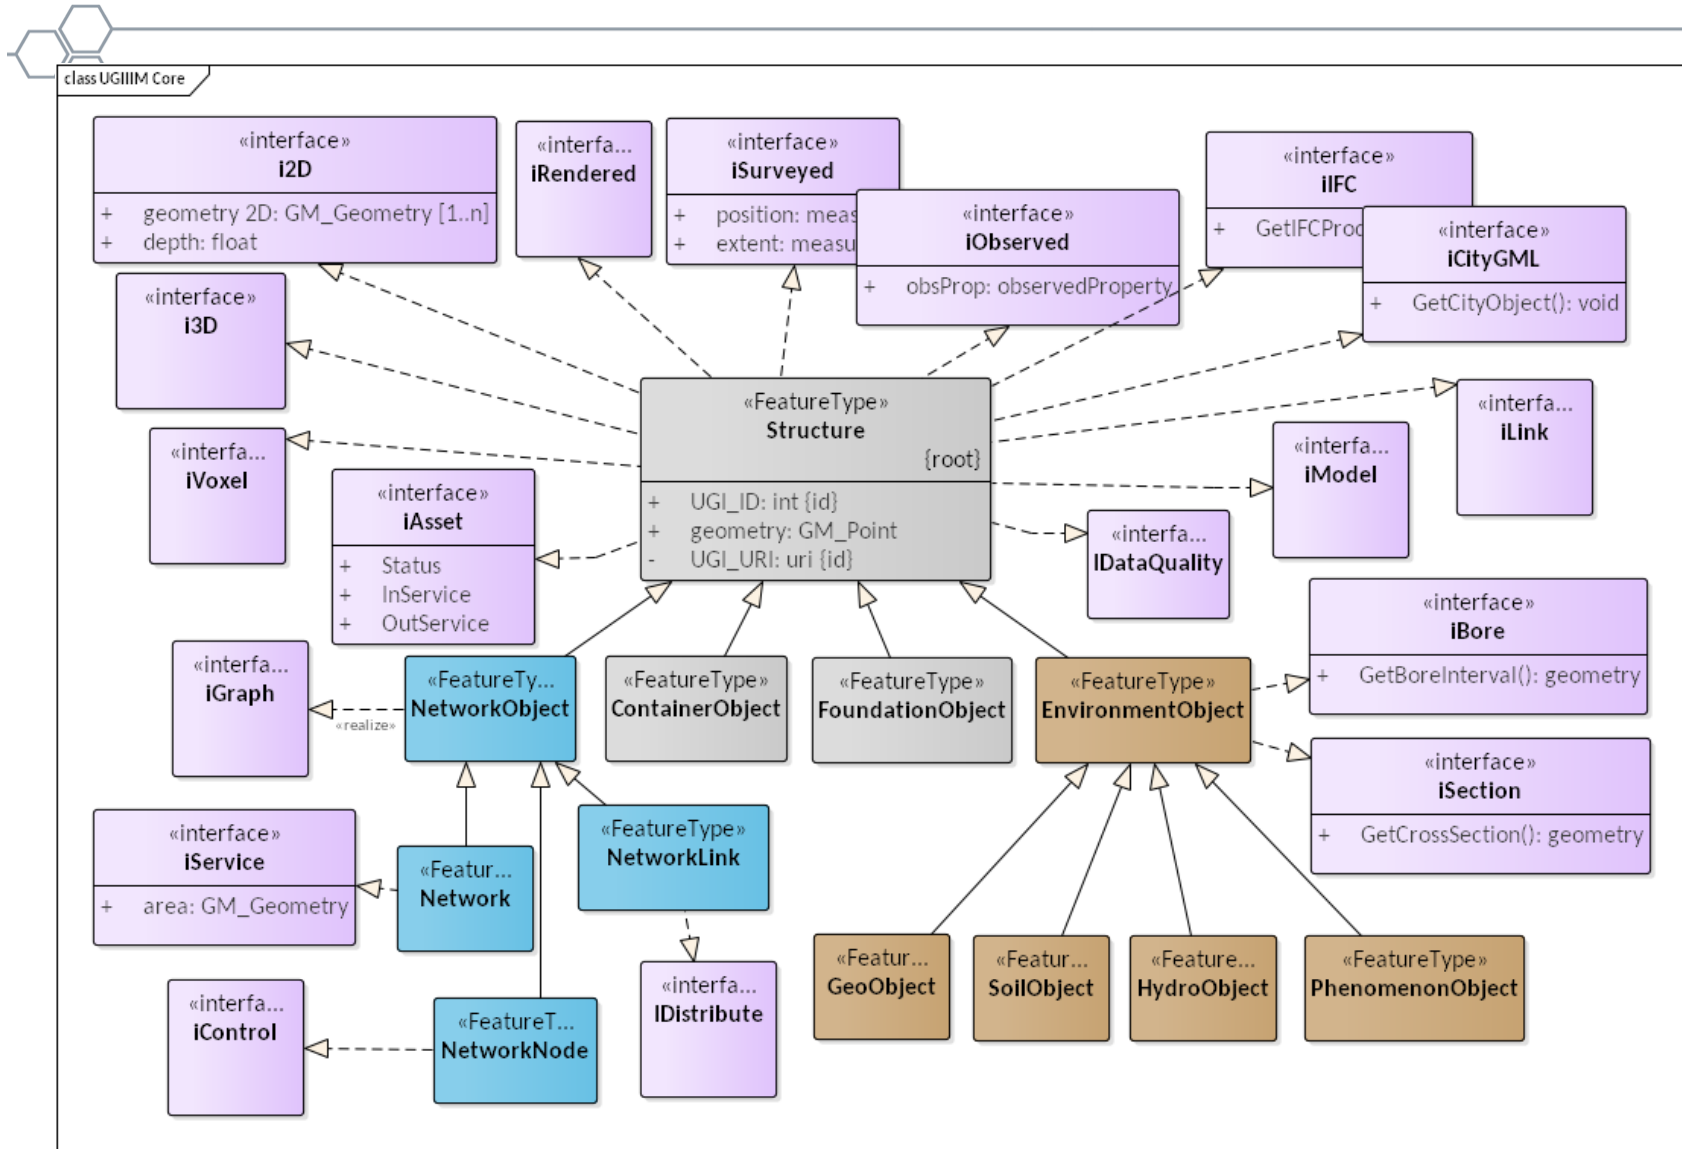 class UGIIIM Core
«interface»
i2D
+ geometry 2D: GM_Geometry [1..n]
+ depth: float
«interfa...
iRendered
«interface»
iSurveyed
+ position: meas
+ extent: measu
«interface»
iObserved
+ obsProp: observedProperty
«interface»
iIFC
+ GetIFCProd
«interface»
iCityGML
+ GetCityObject(): void
«interface»
i3D
«interfa...
iVoxel
«interface»
iAsset
+ Status
+ InService
+ OutService
«FeatureType»
Structure
{root}
+ UGI_ID: int {id}
+ geometry: GM_Point
- UGI_URI: uri {id}
«interfa...
iLink
«interfa...
iModel
«interfa...
IDataQuality
«interface»
iBore
+ GetBoreInterval(): geometry
«interfa...
iGraph
«realize»
«FeatureTy...
NetworkObject
«FeatureType»
ContainerObject
«FeatureType»
FoundationObject
«FeatureType»
EnvironmentObject
«interface»
iSection
+ GetCrossSection(): geometry
«interface»
iService
+ area: GM_Geometry
«Featur...
Network
«FeatureType»
NetworkLink
«interfa...
iControl
«FeatureT...
NetworkNode
«interfa...
IDistribute
«Featur...
GeoObject
«Featur...
SoilObject
«Feature...
HydroObject
«FeatureType»
PhenomenonObject